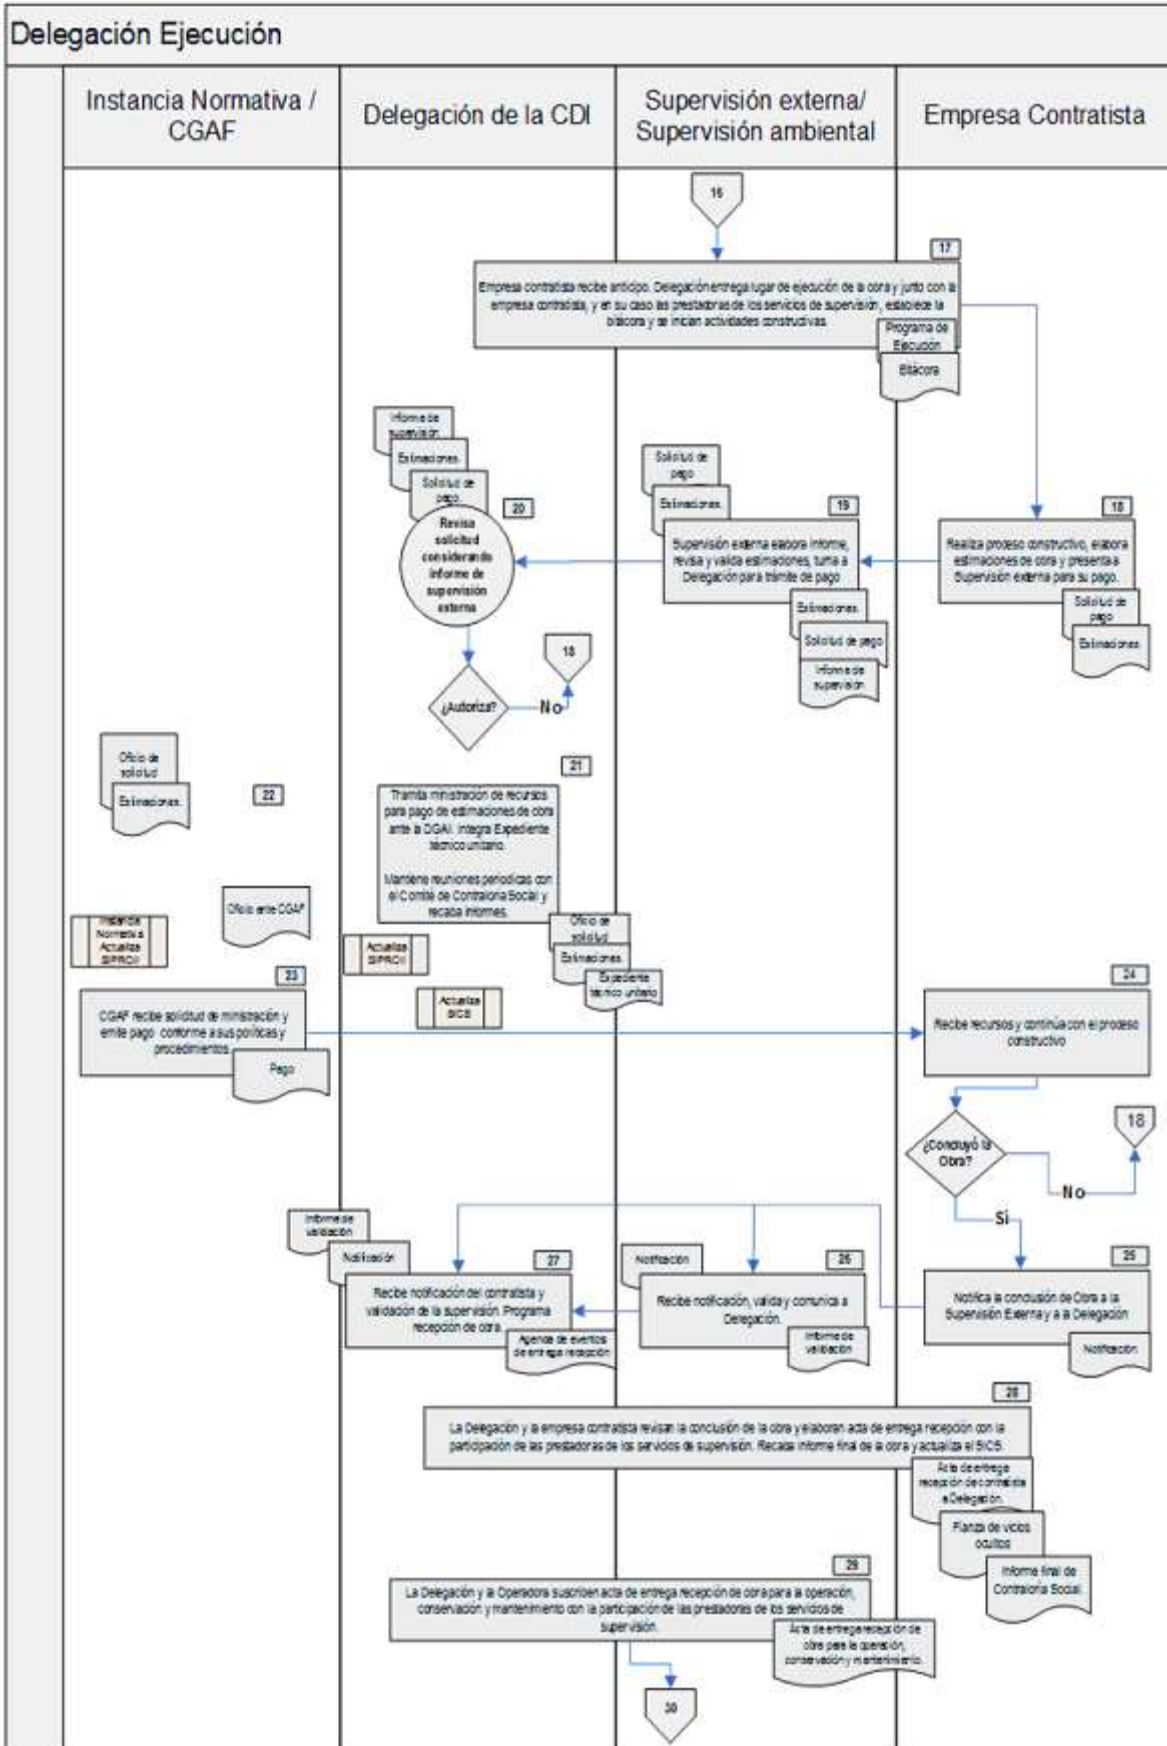 Delegación Ejecución
Instancia Normativa /
CGAF
Delegación de la CDI
Supervisión externa/
Supervisión ambiental
Empresa Contratista
16
17
Empresa contratista recibe anticipo. Delegación entrega lugar de ejecución de la obra y junto con la
empresa contratista, y en su caso las prestadoras de los servicios de supervisión, establece la
bitácora y se inician actividades constructivas.
Programa de
Ejecución
Bitácora
Informe de
supervisión
Estimaciones.
Solicitud de
pago
20
Revisa
solicitud
considerando
informe de
supervisión
externa
Solicitud de
pago
Estimaciones.
19
Supervisión externa elabora informe,
revisa y valida estimaciones, turna a
Delegación para trámite de pago
Estimaciones.
Solicitud de pago
Informe de
supervisión
18
Realiza proceso constructivo, elabora
estimaciones de obra y presenta a
Supervisión externa para su pago.
Solicitud de
pago
Estimaciones.
18
¿Autoriza?
No
Oficio de
solicitud
Estimaciones.
22
21
Tramita ministración de recursos
para pago de estimaciones de obra
ante la DGAI. Integra Expediente
técnico unitario.
Mantiene reuniones periodicas con
el Comité de Contraloria Social y
recaba informes.
Oficio de
solicitud
Estimaciones.
Expediente
técnico unitario
Oficio ante CGAF
Instancia
Normativa
Actualiza
SIPROII
Actualiza
SIPROII
Actualiza
SICS
23
CGAF recibe solicitud de ministración y
emite pago conforme a sus políticas y
procedimientos.
Pago
24
Recibe recursos y continúa con el proceso
constructivo
¿Concluyó la
Obra?
18
No
Si
Informe de
validación
Notificación
27
Recibe notificación del contratista y
validación de la supervisión. Programa
recepción de obra.
Agenda de eventos
de entrega recepción
Notificación
26
Recibe notificación, valida y comunica a
Delegación.
Informe de
validación
25
Notifica la conclusión de Obra a la
Supervisión Externa y a la Delegación
Notificación
28
La Delegación y la empresa contratista revisan la conclusión de la obra y elaboran acta de entrega recepción con la
participación de las prestadoras de los servicios de supervisión. Recaba informe final de la obra y actualiza el SICS.
Acta de entrega
recepción de contratista
a Delegación.
Fianza de vicios
ocultos
Informe final de
Contraloría Social.
29
La Delegación y la Operadora suscriben acta de entrega recepción de obra para la operación,
conservación y mantenimiento con la participación de las prestadoras de los servicios de
supervisión.
Acta de entrega recepción de
obra para la operación,
conservación y mantenimiento.
30